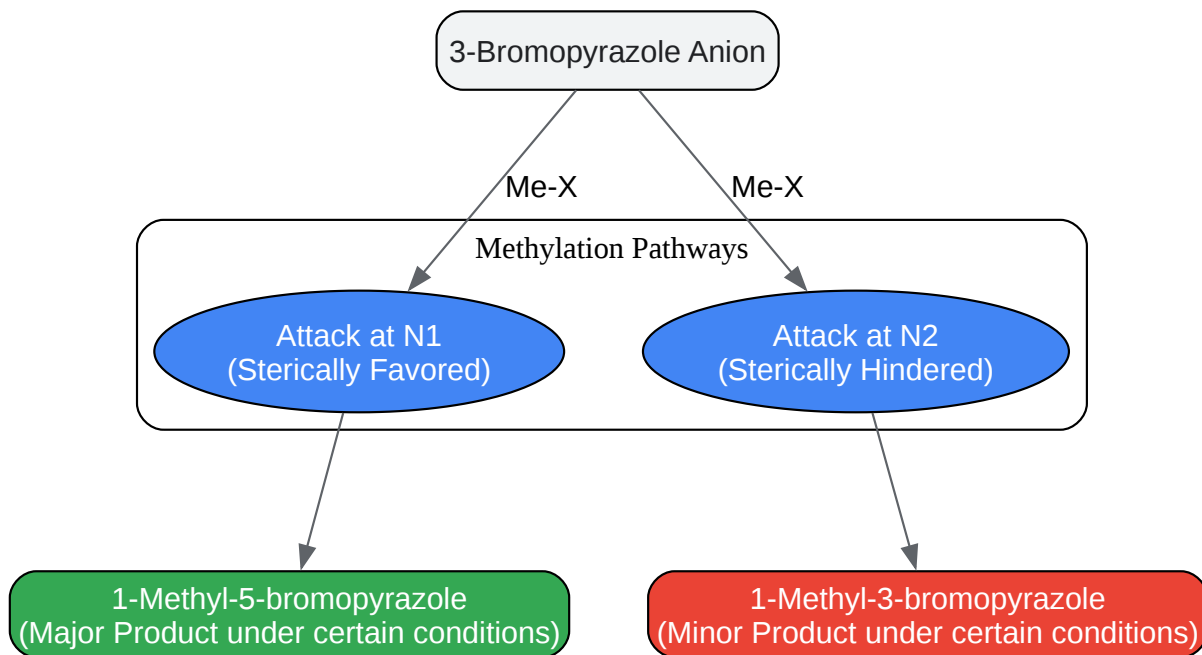 3-Bromopyrazole Anion
Me-X
Me-X
Methylation Pathways
Attack at N1
(Sterically Favored)
Attack at N2
(Sterically Hindered)
1-Methyl-5-bromopyrazole
(Major Product under certain conditions)
1-Methyl-3-bromopyrazole
(Minor Product under certain conditions)